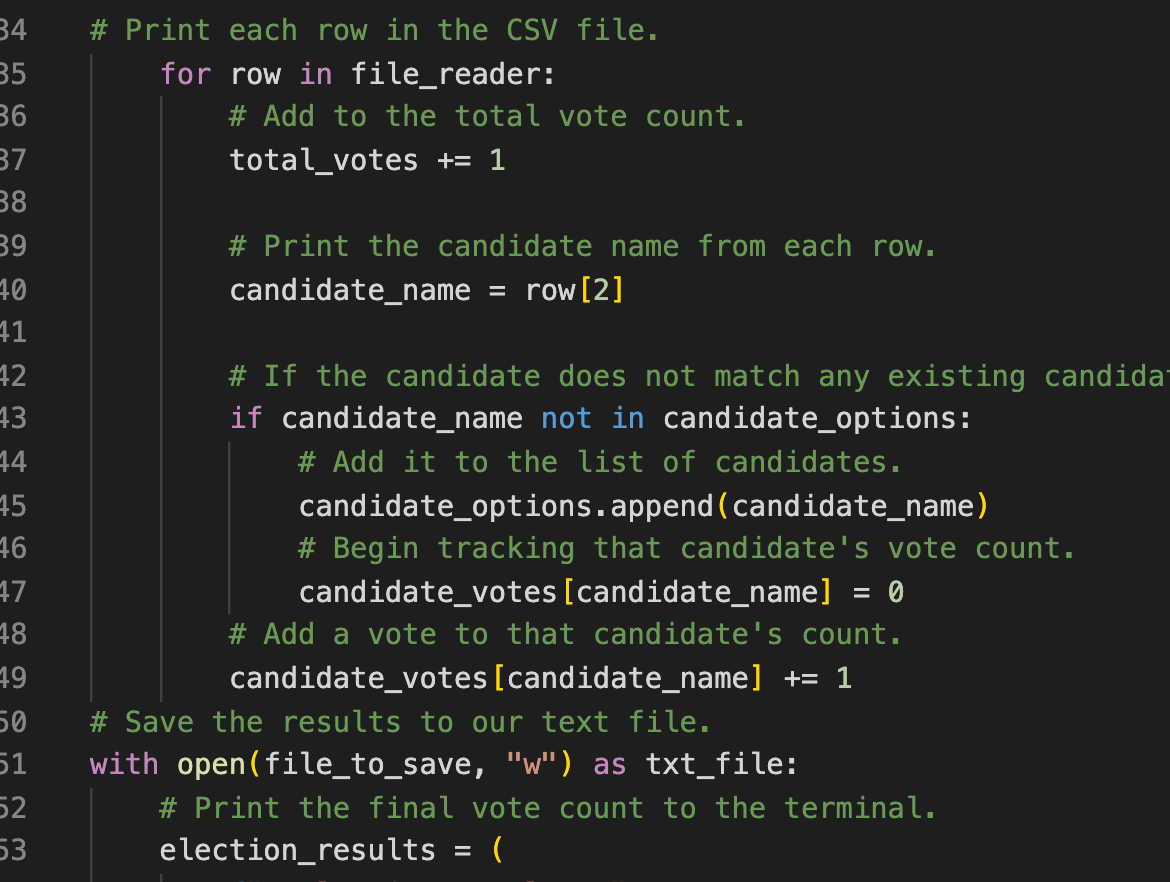 34 # Print each row in the CSV file.
35 for row in file_reader:
36 # Add to the total vote count.
37 total_votes += 1
38
39 # Print the candidate name from each row.
40 candidate_name = row[2]
41
42 # If the candidate does not match any existing
43 if candidate_name not in candidate_options:
44 # Add it to the list of candidates.
45 candidate_options.append(candidate_name)
46 # Begin tracking that candidate's vote count.
47 candidate_votes[candidate_name] = 0
48 # Add a vote to that candidate's count.
49 candidate_votes[candidate_name] += 1
50 # Save the results to our text file.
51 with open(file_to_save, "w") as txt_file:
52 # Print the final vote count to the terminal.
53 election_results = (